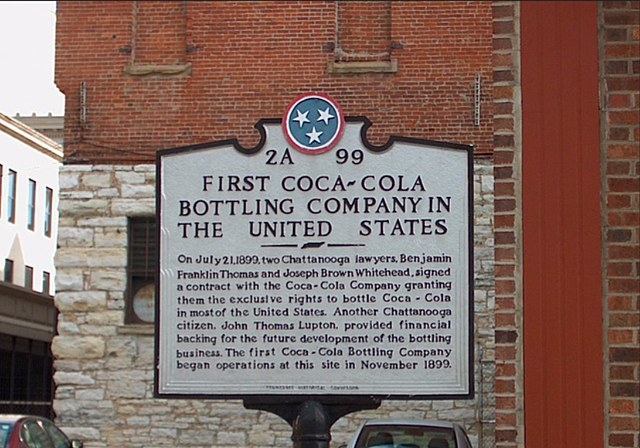 2A 99
FIRST COCA-COLA
BOTTLING COMPANY IN
THE UNITED STATES
On July 21, 1899, two Chattanooga lawyers, Benjamin
Franklin Thomas and Joseph Brown Whitehead, signed
a contract with the Coca-Cola Company granting
them the exclusive rights to bottle Coca-Cola
in most of the United States. Another Chattanooga
citizen, John Thomas Lupton, provided financial
backing for the future development of the bottling
business. The first Coca-Cola Bottling Company
began operations at this site in November 1899.
TENNESSEE HISTORICAL COMMISSION